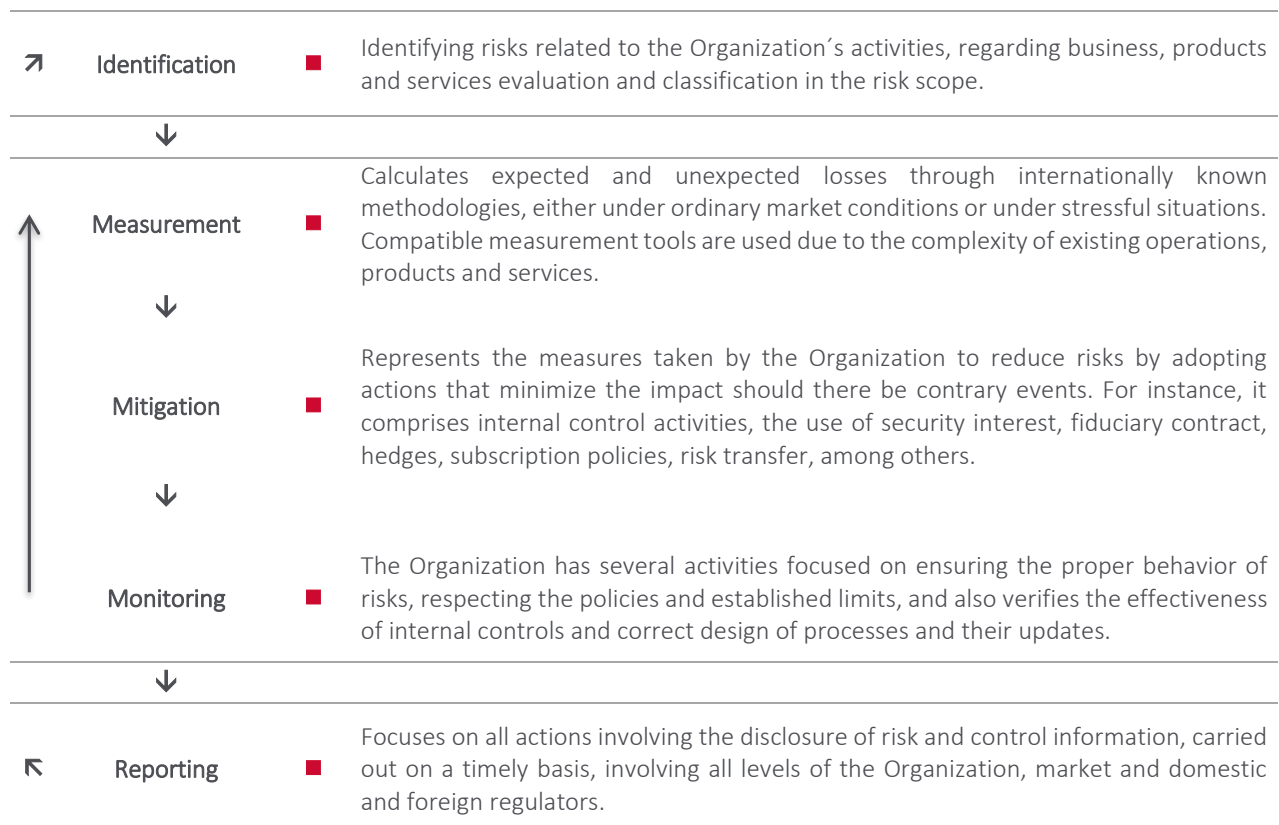 Identification
Identifying risks related to the Organization´s activities, regarding business, products
and services evaluation and classification in the risk scope.
Measurement
Calculates expected and unexpected losses through internationally known
methodologies, either under ordinary market conditions or under stressful situations.
Compatible measurement tools are used due to the complexity of existing operations,
products and services.
Mitigation
Represents the measures taken by the Organization to reduce risks by adopting
actions that minimize the impact should there be contrary events. For instance, it
comprises internal control activities, the use of security interest, fiduciary contract,
hedges, subscription policies, risk transfer, among others.
Monitoring
The Organization has several activities focused on ensuring the proper behavior of
risks, respecting the policies and established limits, and also verifies the effectiveness
of internal controls and correct design of processes and their updates.
Reporting
Focuses on all actions involving the disclosure of risk and control information, carried
out on a timely basis, involving all levels of the Organization, market and domestic
and foreign regulators.